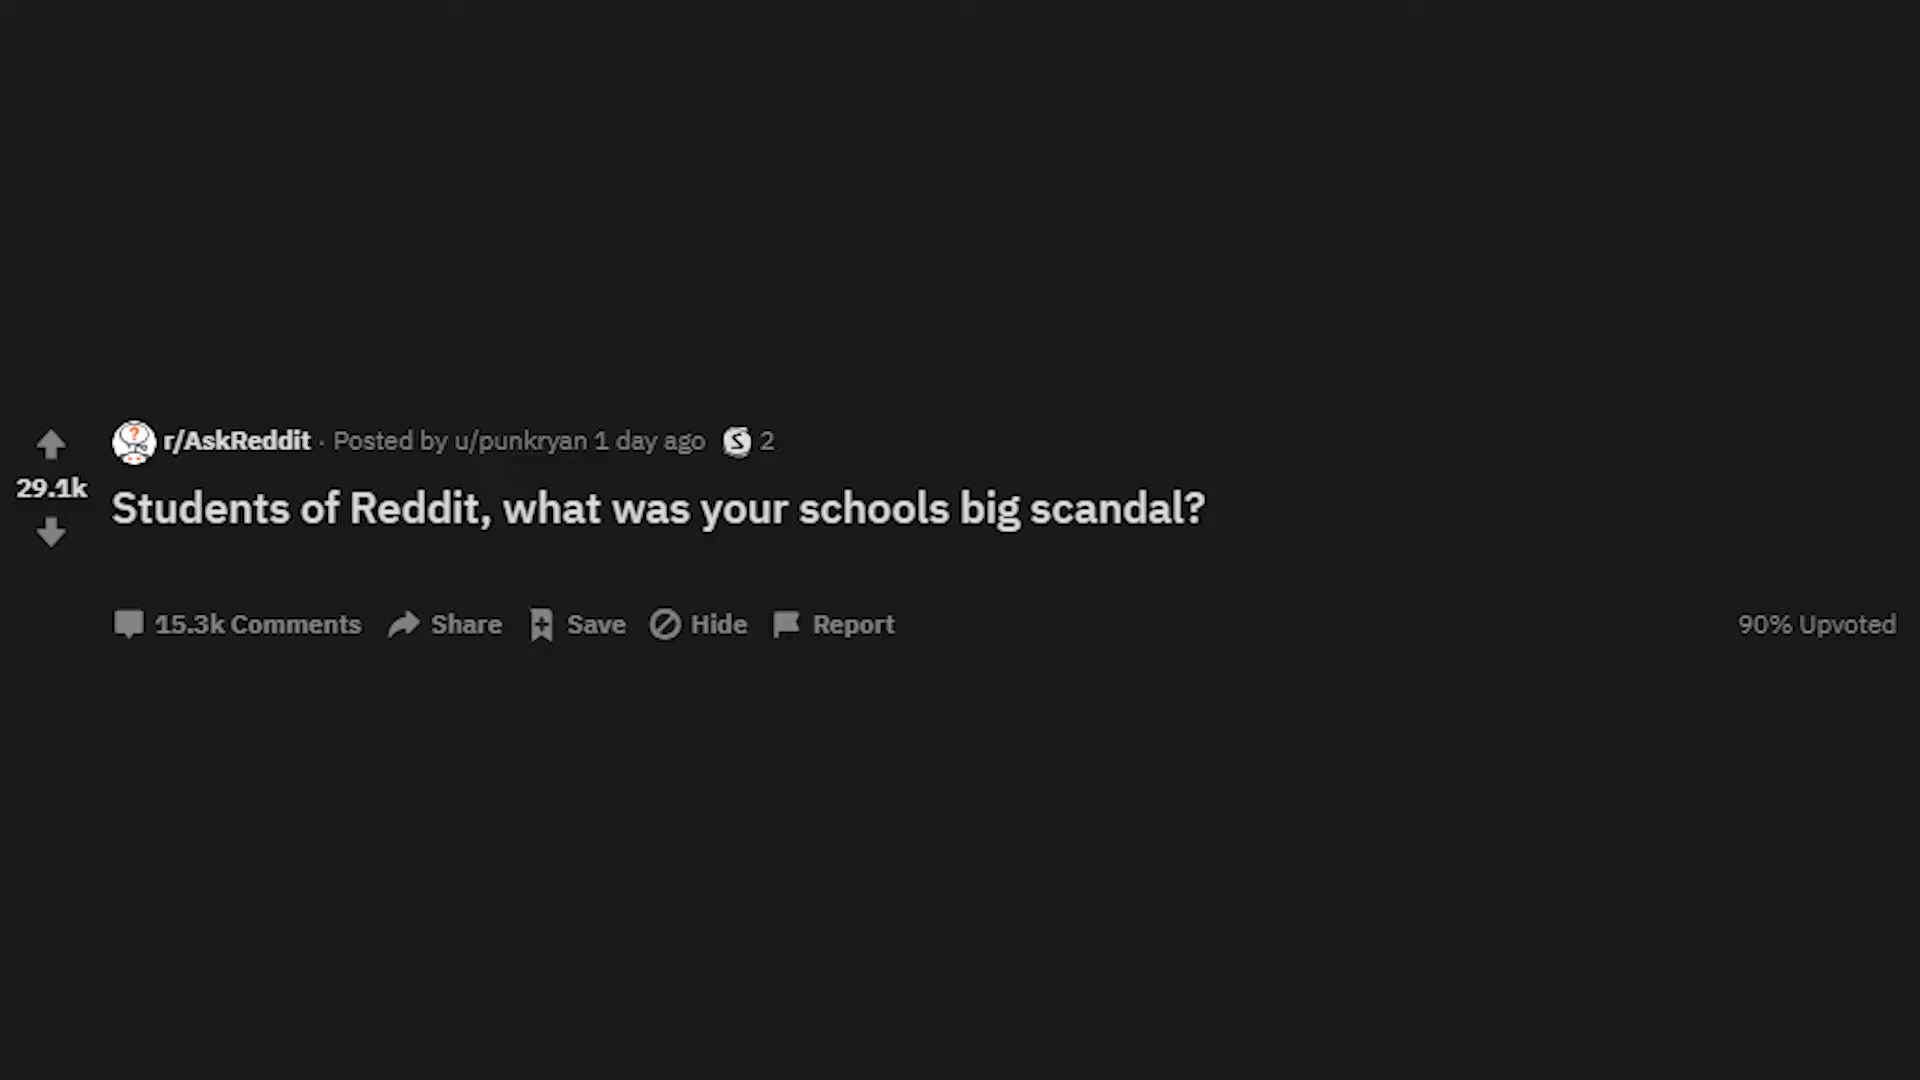 r/AskReddit · Posted by u/punkryan 1 day ago S 2
29.1k
Students of Reddit, what was your schools big scandal?
15.3k Comments Share Save Hide Report 90% Upvoted